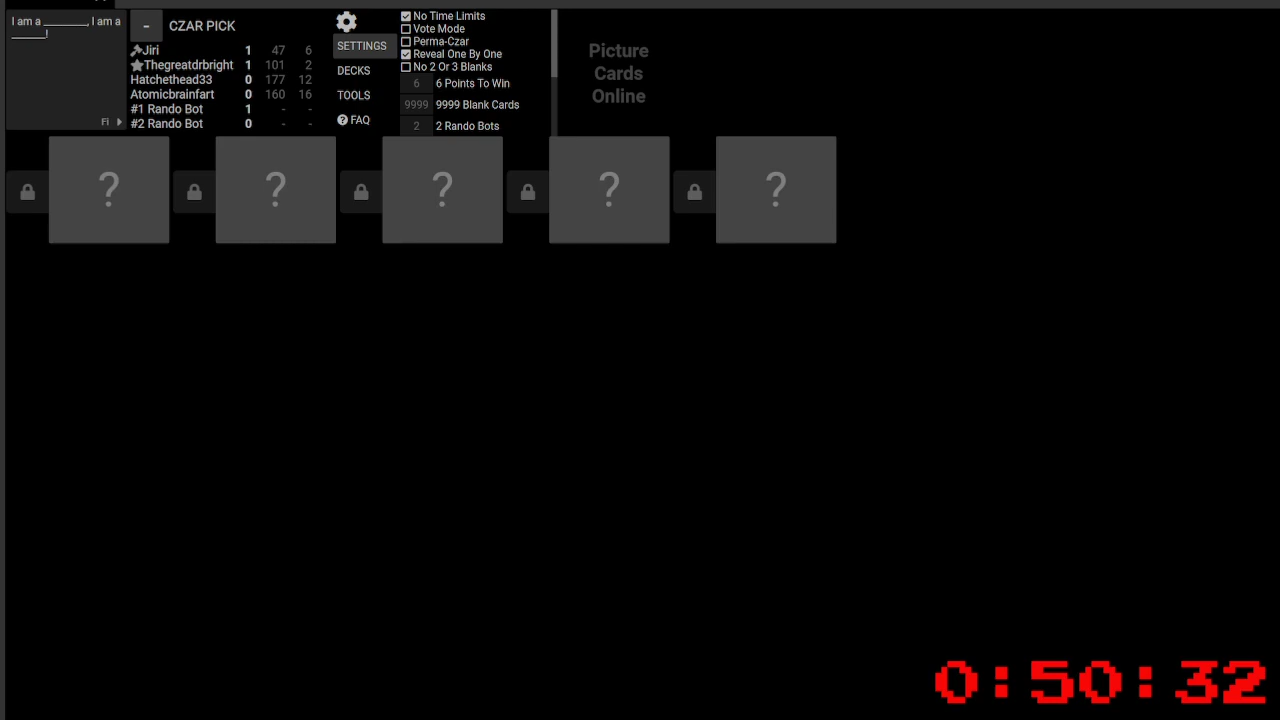 I am a ________, I am a
______!
Fi
- CZAR PICK
Jiri 1 47 6
Thegreatdrbright 1 101 2
Hatchethead33 0 177 12
Atomicbrainfart 0 160 16
#1 Rando Bot 1 - -
#2 Rando Bot 0 - -
SETTINGS
DECKS
TOOLS
? FAQ
No Time Limits
Vote Mode
Perma-Czar
Reveal One By One
No 2 Or 3 Blanks
6 6 Points To Win
9999 9999 Blank Cards
2 2 Rando Bots
Picture
Cards
Online
? ? ? ? ?
0:50:32